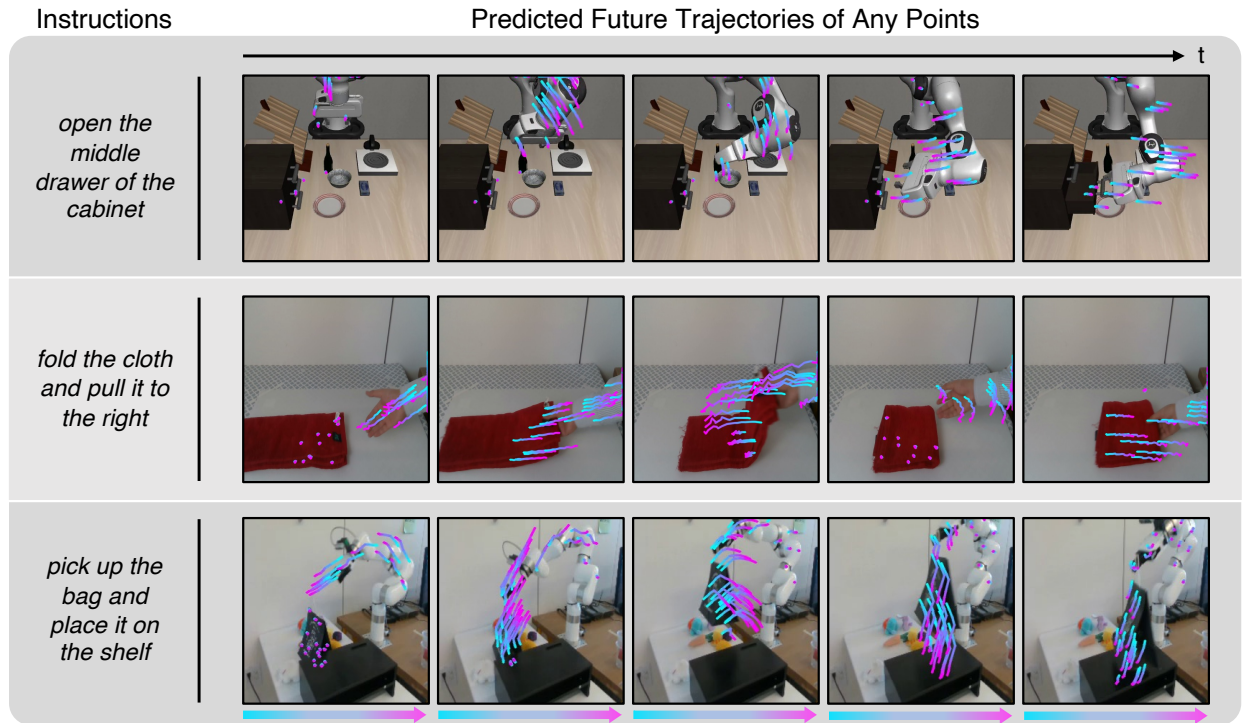 Instructions
Predicted Future Trajectories of Any Points
t
open the
middle
drawer of the
cabinet
fold the cloth
and pull it to
the right
pick up the
bag and
place it on
the shelf